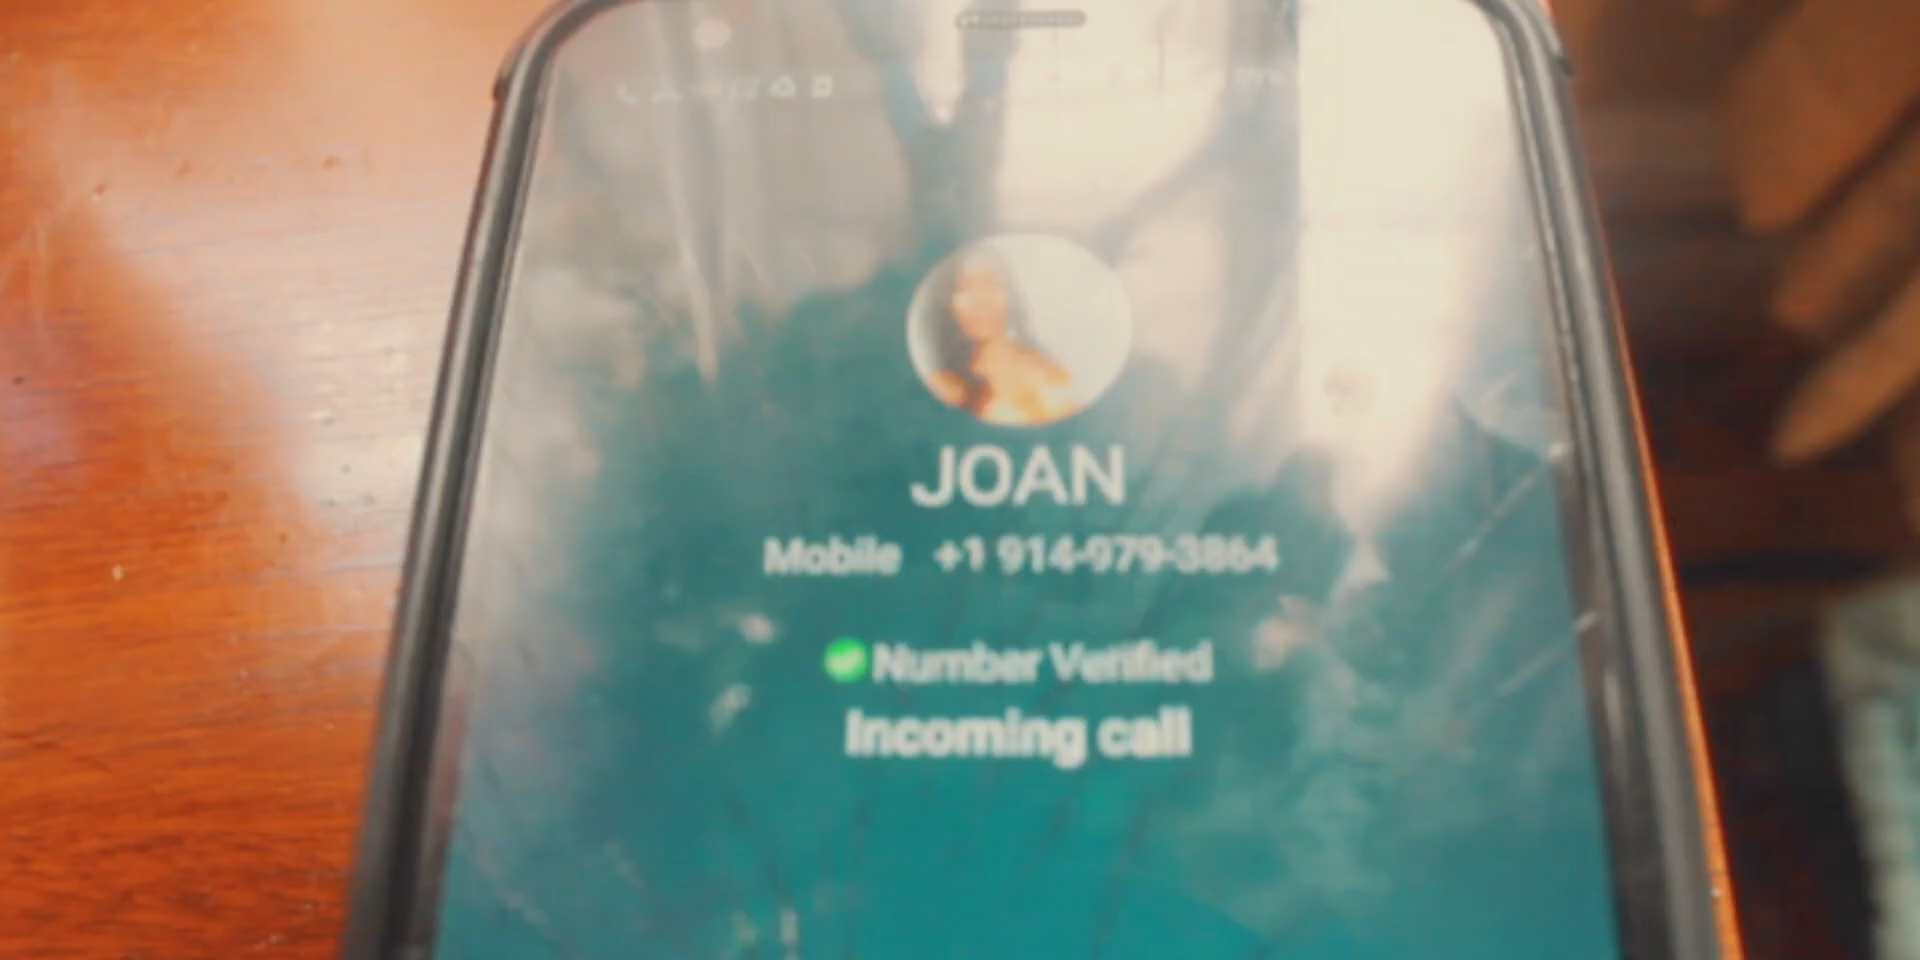 JOAN
Mobile +1 914-979-3864
Number Verified
Incoming call